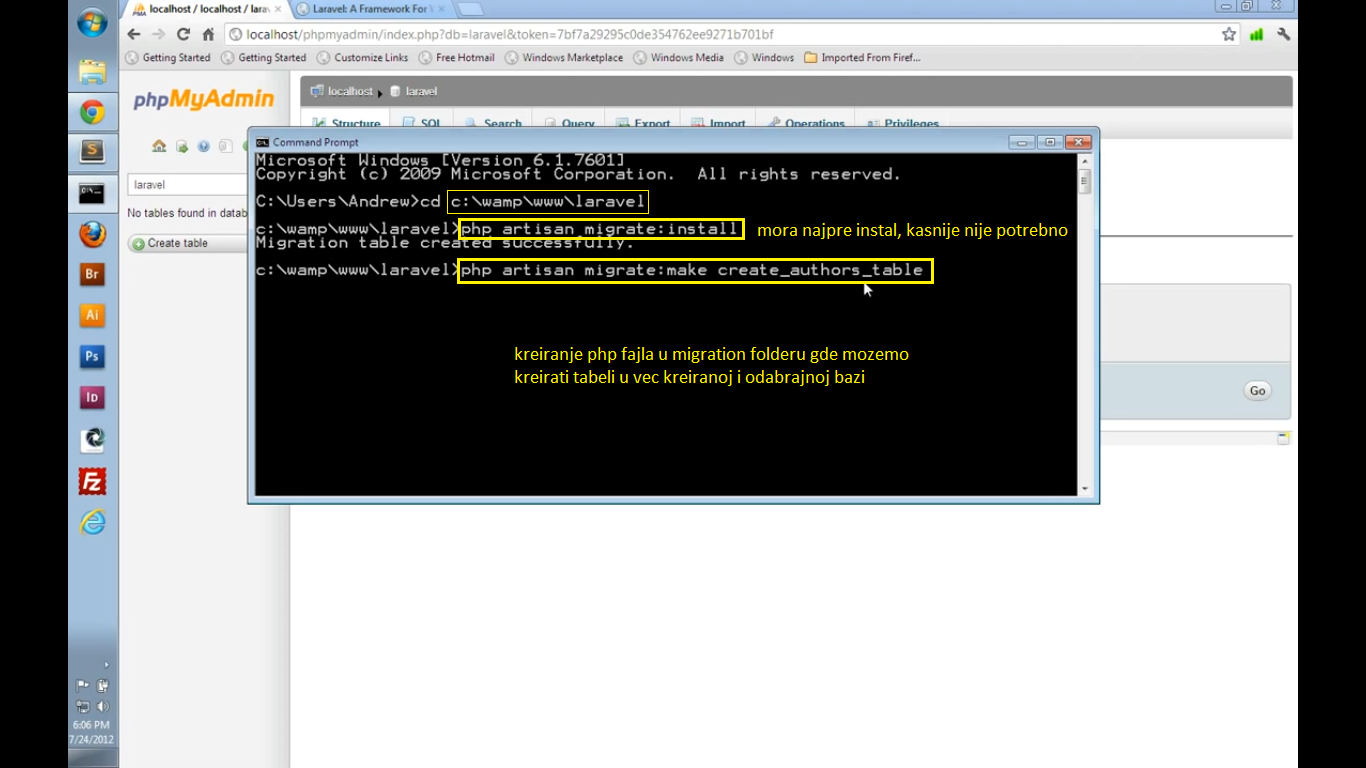 localhost / localhost / larav
Laravel: A Framework For
localhost/phpmyadmin/index.php?db=laravel&token=7bf7a29295c0de354762ee9271b701bf
Getting Started
Getting Started
Customize Links
Free Hotmail
Windows Marketplace
Windows Media
Windows
Imported From Firef...
phpMyAdmin
localhost
laravel
Structure
SQL
Search
Query
Export
Import
Operations
Privileges
laravel
No tables found in datab
Create table
Command Prompt
Microsoft Windows [Version 6.1.7601]
Copyright (c) 2009 Microsoft Corporation.  All rights reserved.
C:\Users\Andrew>cd c:\wamp\www\laravel
c:\wamp\www\laravel>php artisan migrate:install
mora najpre instal, kasnije nije potrebno
Migration table created successfully.
c:\wamp\www\laravel>php artisan migrate:make create_authors_table
kreiranje php fajla u migration folderu gde mozemo
kreirati tabeli u vec kreiranoj i odabrajnoj bazi
Go
Br
Ai
Ps
Id
Fz
6:06 PM
7/24/2012